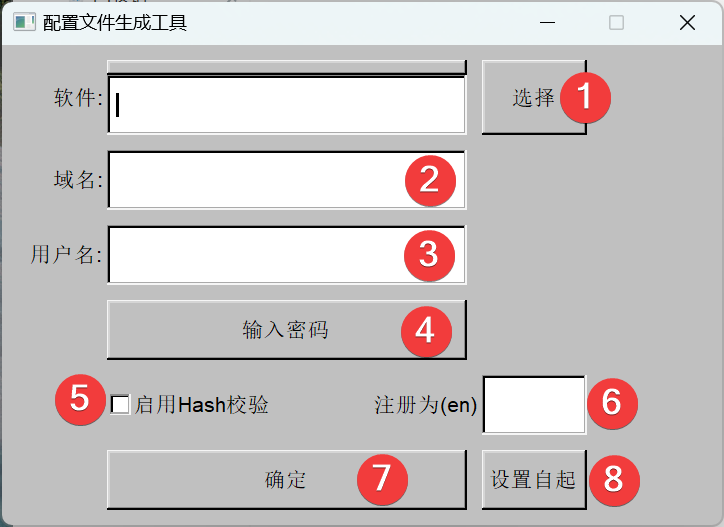 配置文件生成工具
软件: 选择 1
域名: 2
用户名: 3
输入密码 4
5 启用Hash校验 注册为(en) 6
确定 7 设置自起 8